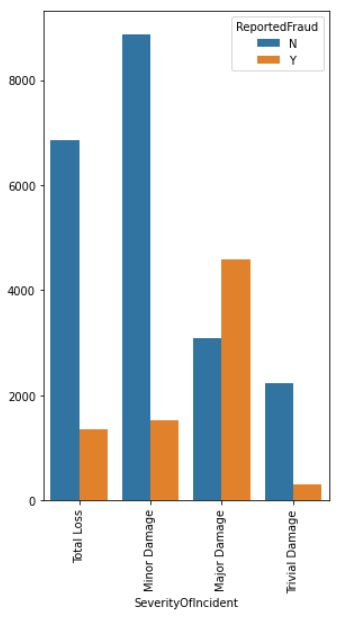 ReportedFraud
N
Y
8000
6000
4000
2000
0
Total Loss
Minor Damage
Major Damage
Trivial Damage
SeverityOfIncident